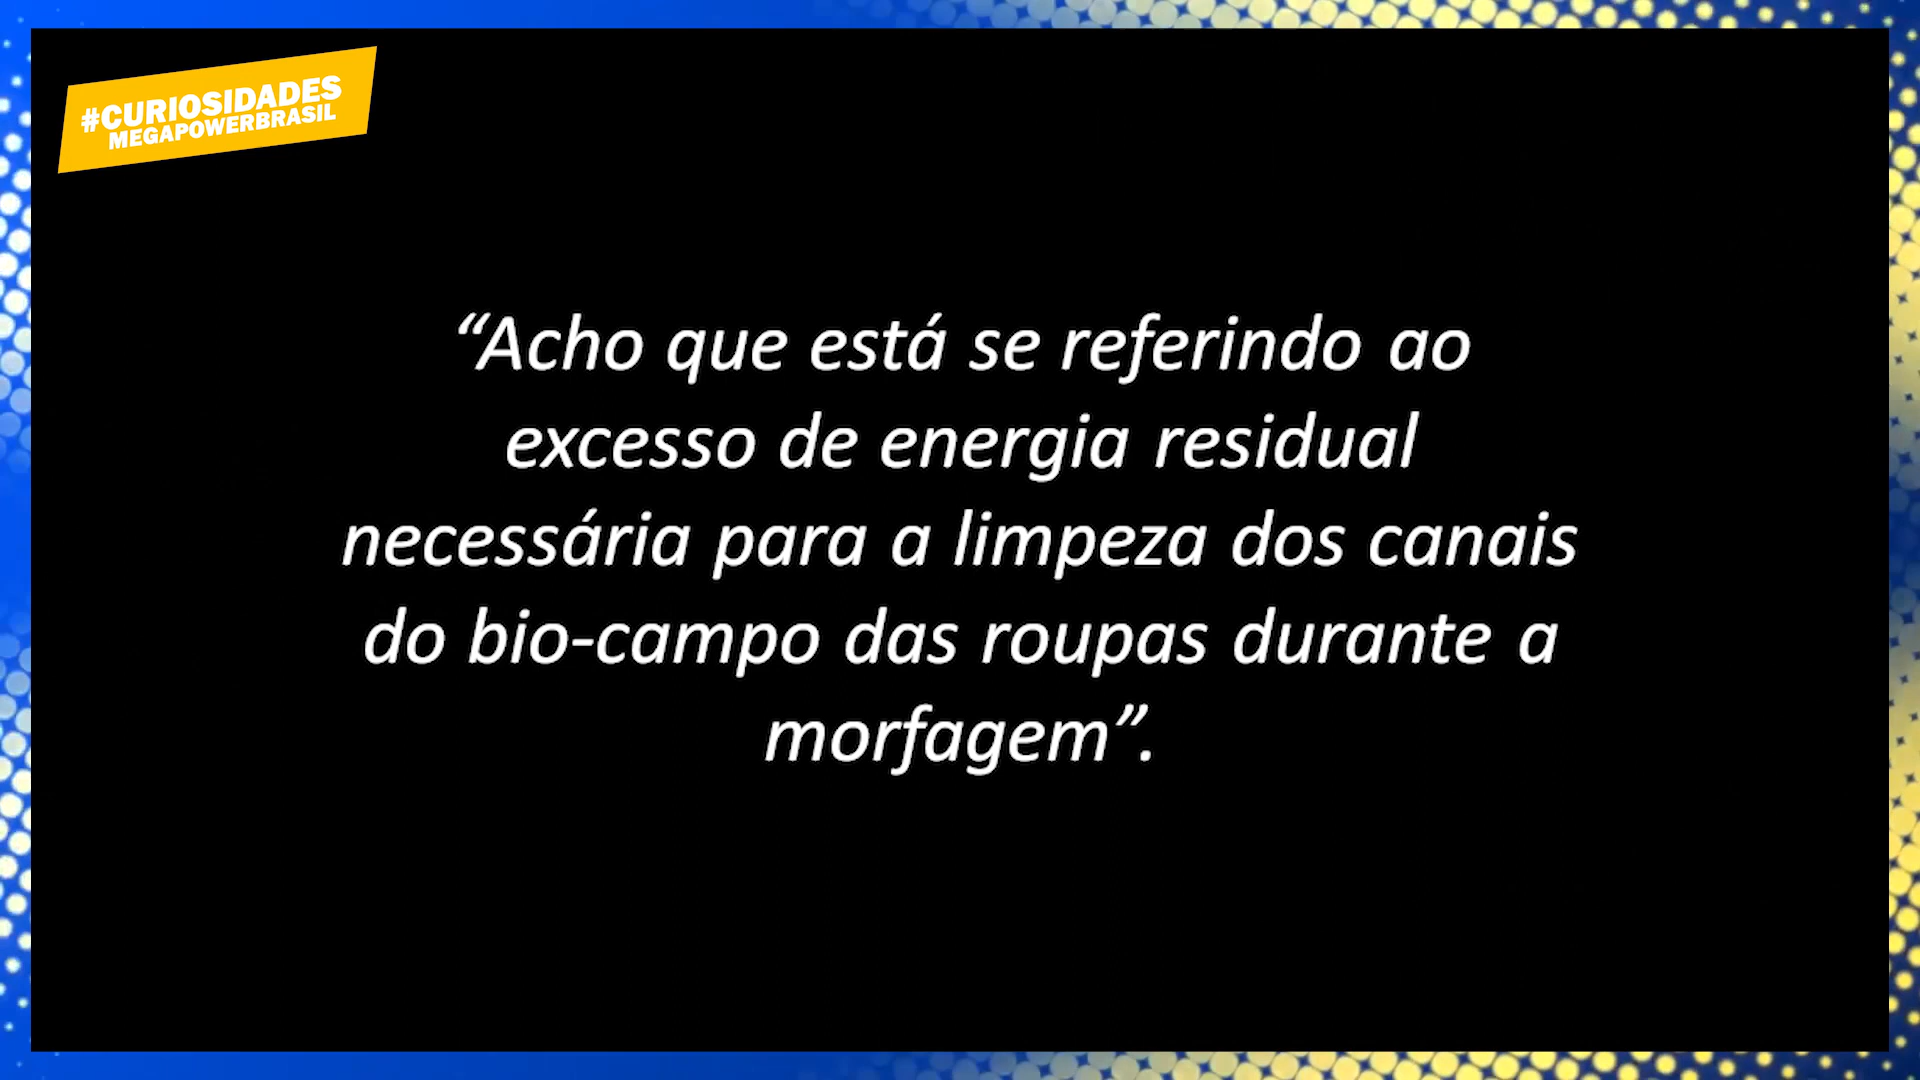 #CURIOSIDADES
MEGAPOWERBRASIL
“Acho que está se referindo ao
excesso de energia residual
necessária para a limpeza dos canais
do bio-campo das roupas durante a
morfagem”.